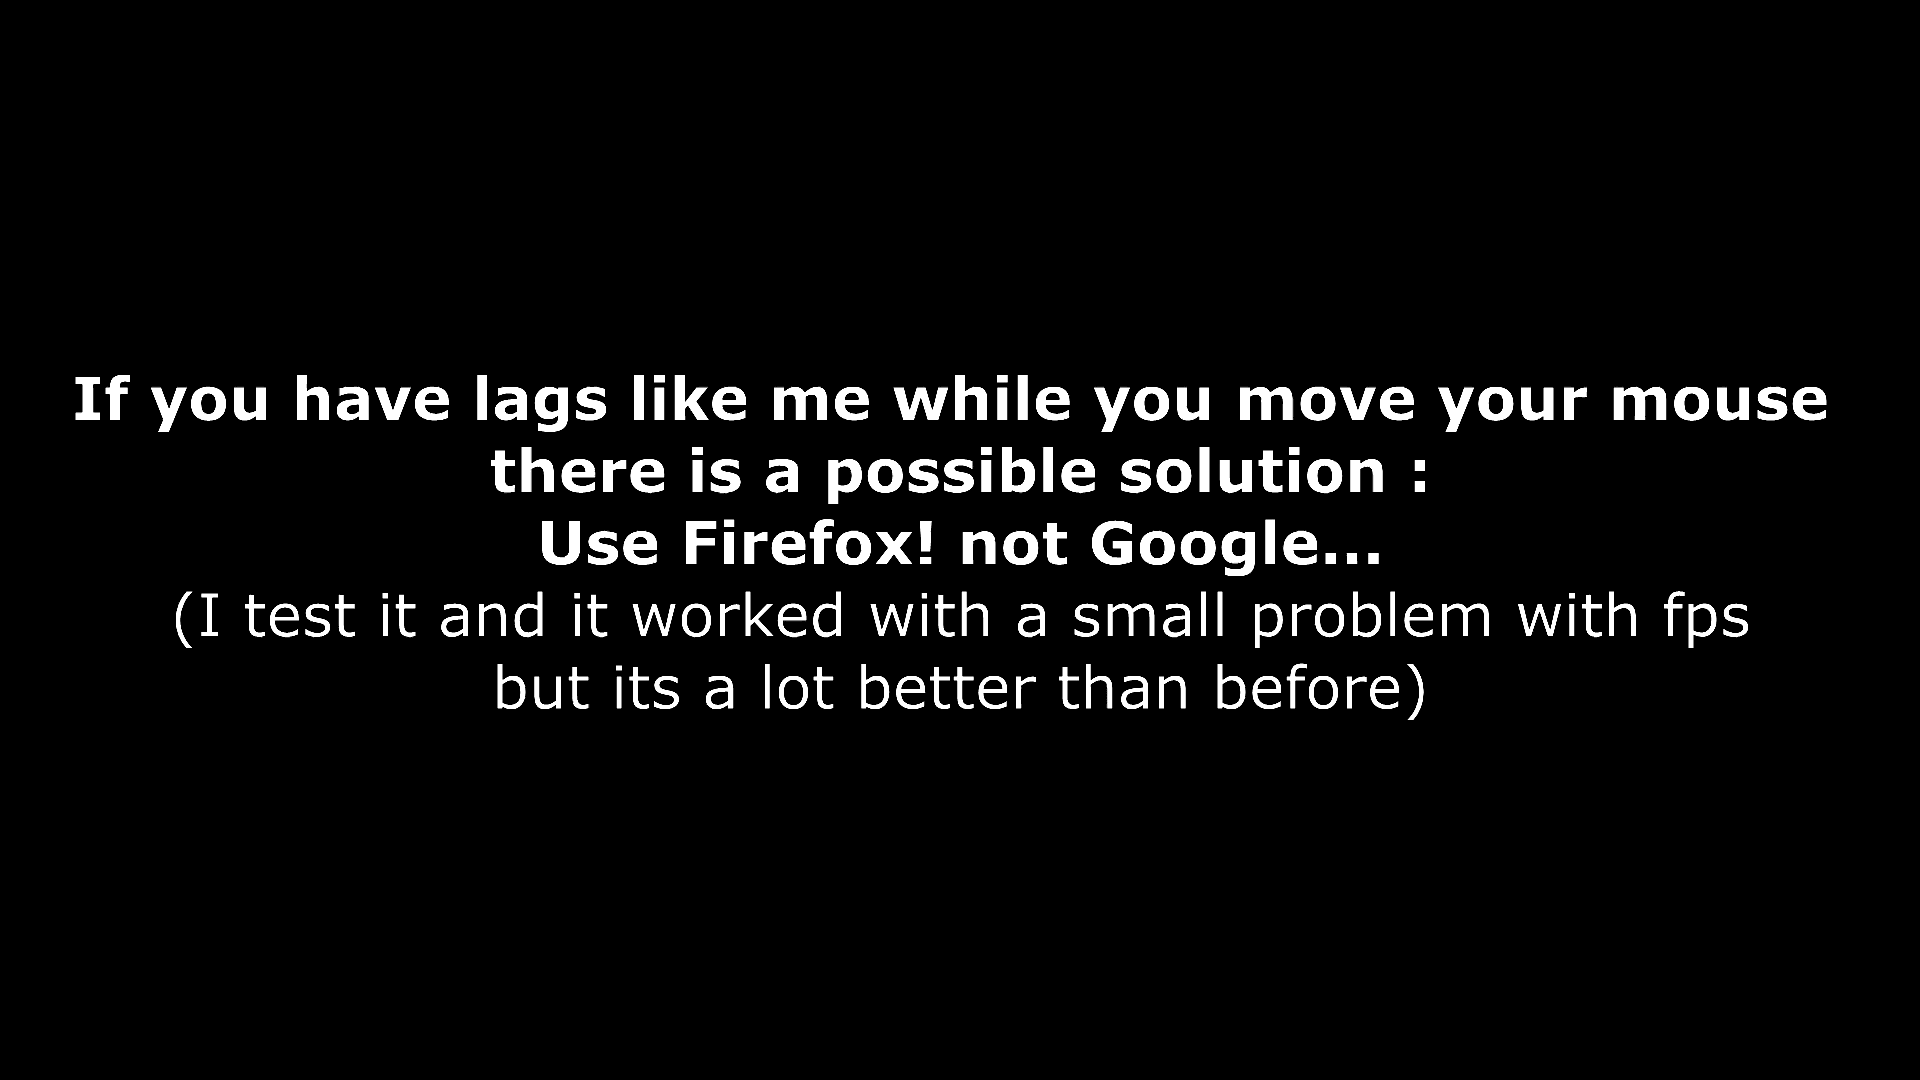 If you have lags like me while you move your mouse
there is a possible solution :
Use Firefox! not Google...
(I test it and it worked with a small problem with fps
but its a lot better than before)